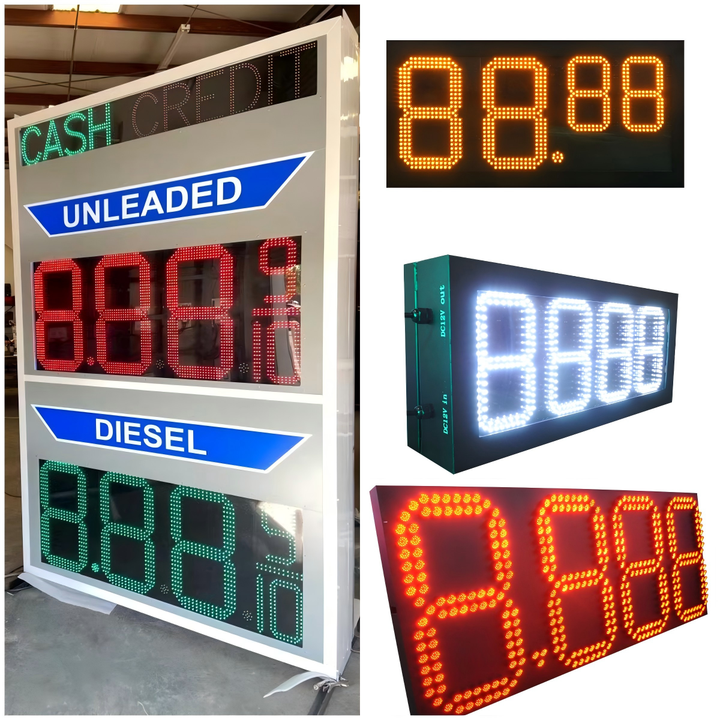 CASH CREDIT
UNLEADED
8.88 9/10
DIESEL
8.88 9/10
88.88
8888
DC12V out
DC12V in
8.888